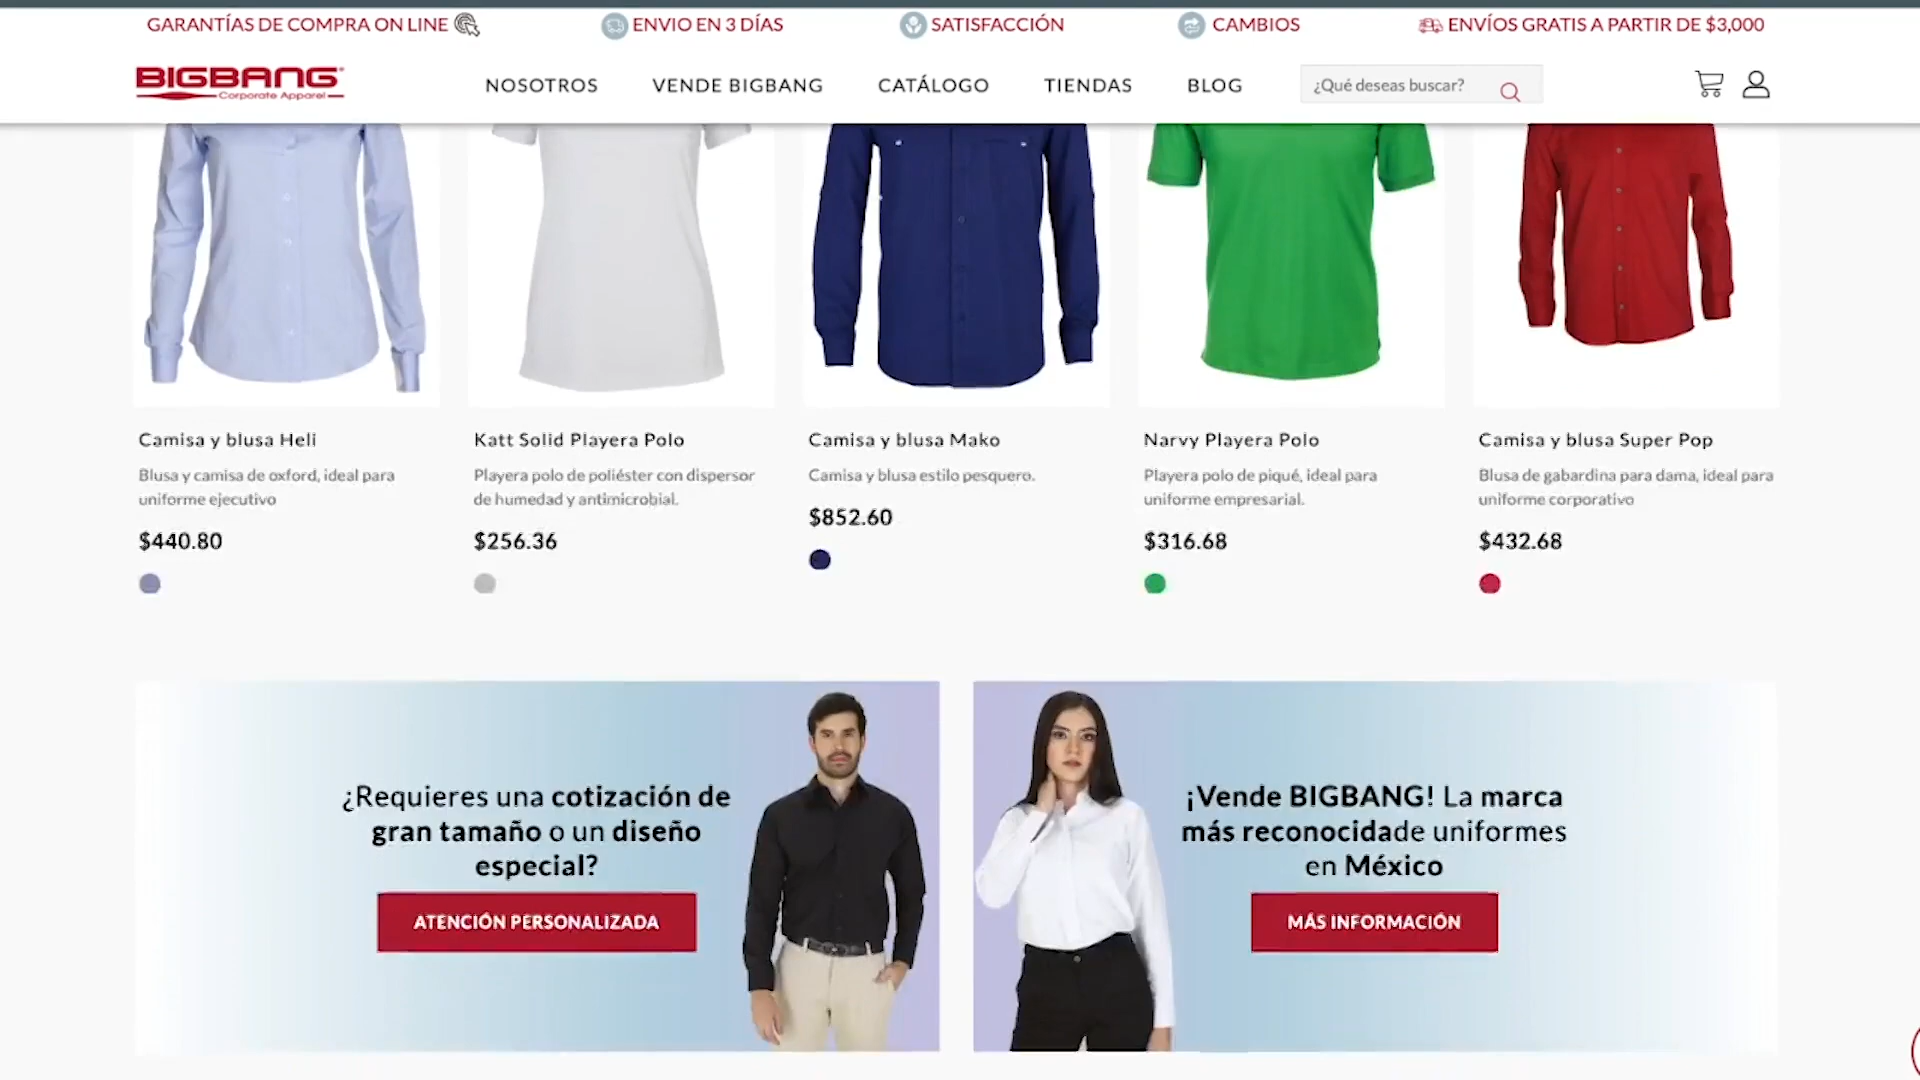 GARANTÍAS DE COMPRA ON LINE
ENVIO EN 3 DÍAS
SATISFACCIÓN
CAMBIOS
ENVÍOS GRATIS A PARTIR DE $3,000
BIGBANG
Corporate Apparel
NOSOTROS
VENDE BIGBANG
CATÁLOGO
TIENDAS
BLOG
¿Qué deseas buscar?
Camisa y blusa Heli
Blusa y camisa de oxford, ideal para
uniforme ejecutivo
$440.80
Katt Solid Playera Polo
Playera polo de poliéster con dispersor
de humedad y antimicrobial.
$256.36
Camisa y blusa Mako
Camisa y blusa estilo pesquero.
$852.60
Narvy Playera Polo
Playera polo de piqué, ideal para
uniforme empresarial.
$316.68
Camisa y blusa Super Pop
Blusa de gabardina para dama, ideal para
uniforme corporativo
$432.68
¿Requieres una cotización de
gran tamaño o un diseño
especial?
ATENCIÓN PERSONALIZADA
¡Vende BIGBANG! La marca
más reconocidade uniformes
en México
MÁS INFORMACIÓN